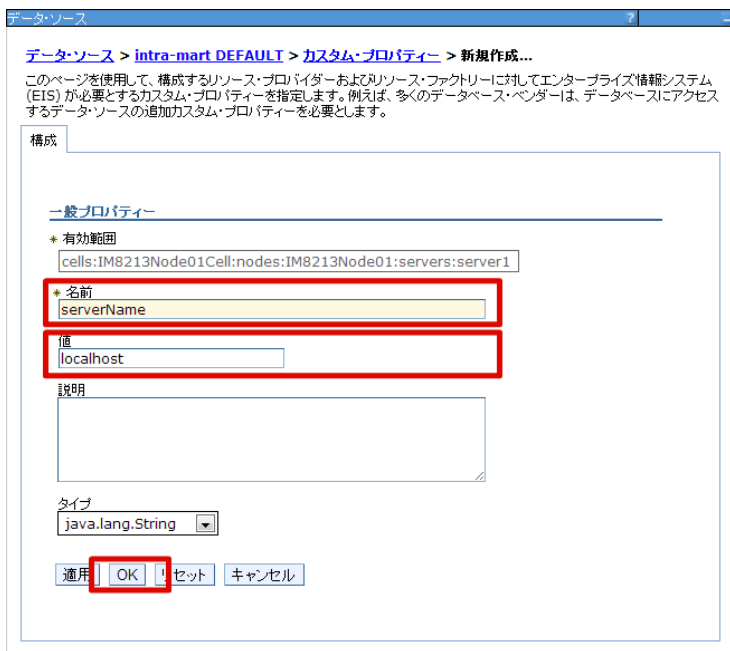 データ・ソース ?
データ・ソース > intra-mart DEFAULT > カスタム・プロパティー > 新規作成...
このページを使用して、構成するリソース・プロバイダーおよびリソース・ファクトリーに対してエンタープライズ情報システム
(EIS) が必要とするカスタム・プロパティーを指定します。例えば、多くのデータベース・ベンダーは、データベースにアクセス
するデータ・ソースの追加カスタム・プロパティーを必要とします。
構成
一般プロパティー
* 有効範囲
cells:IM8213Node01Cell:nodes:IM8213Node01:servers:server1
* 名前
serverName
値
localhost
説明
タイプ
java.lang.String
適用 OK リセット キャンセル